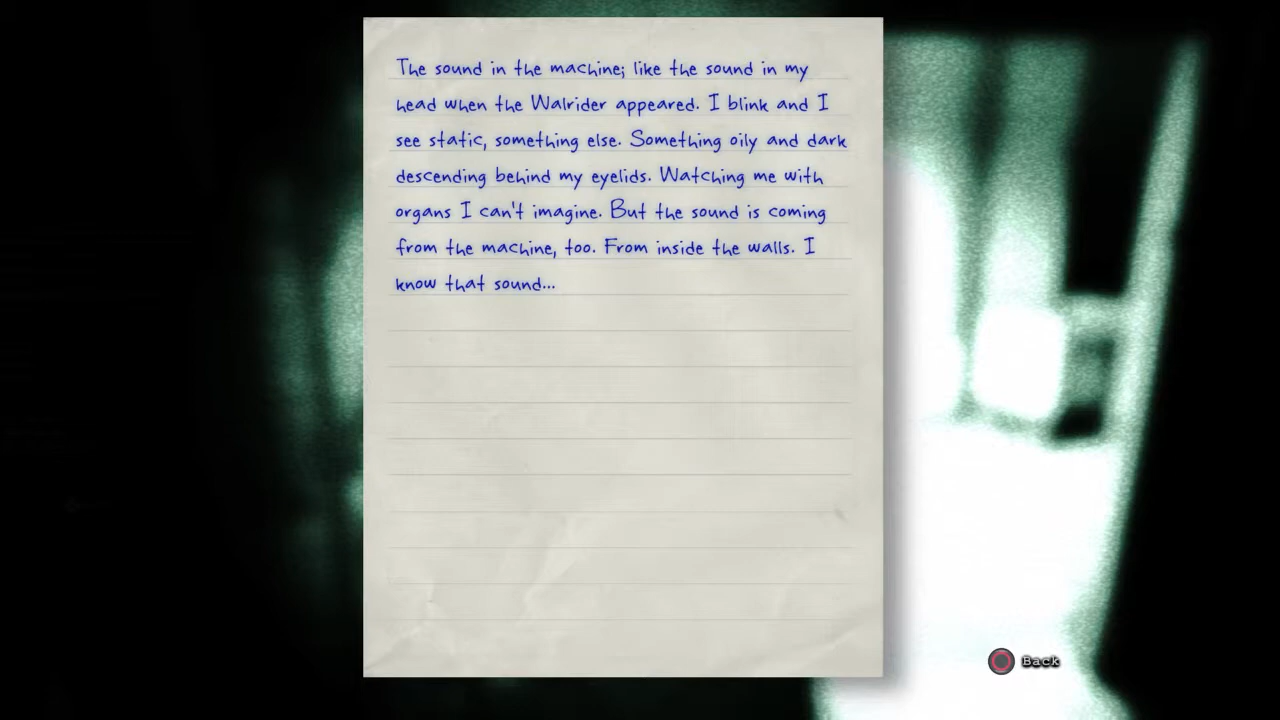 The sound in the machine; like the sound in my
head when the Walrider appeared. I blink and I
see static, something else. Something oily and dark
descending behind my eyelids. Watching me with
organs I can't imagine. But the sound is coming
from the machine, too. From inside the walls. I
know that sound...
Back